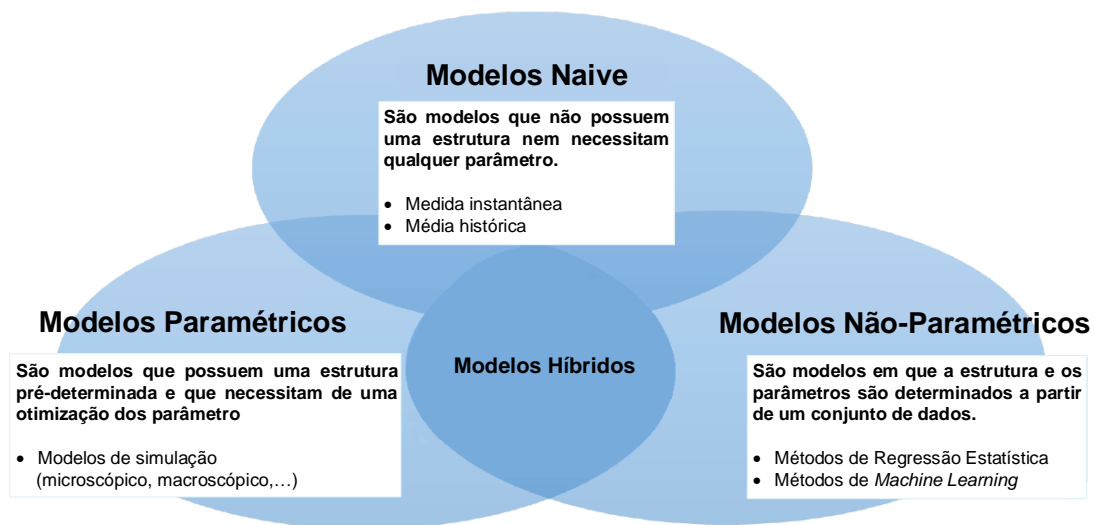 Modelos Naive
São modelos que não possuem
uma estrutura nem necessitam
qualquer parâmetro.
• Medida instantânea
• Média histórica
Modelos Paramétricos
São modelos que possuem uma estrutura
pré-determinada e que necessitam de uma
otimização dos parâmetro
• Modelos de simulação
(microscópico, macroscópico,…)
Modelos Híbridos
Modelos Não-Paramétricos
São modelos em que a estrutura e os
parâmetros são determinados a partir
de um conjunto de dados.
• Métodos de Regressão Estatística
• Métodos de Machine Learning